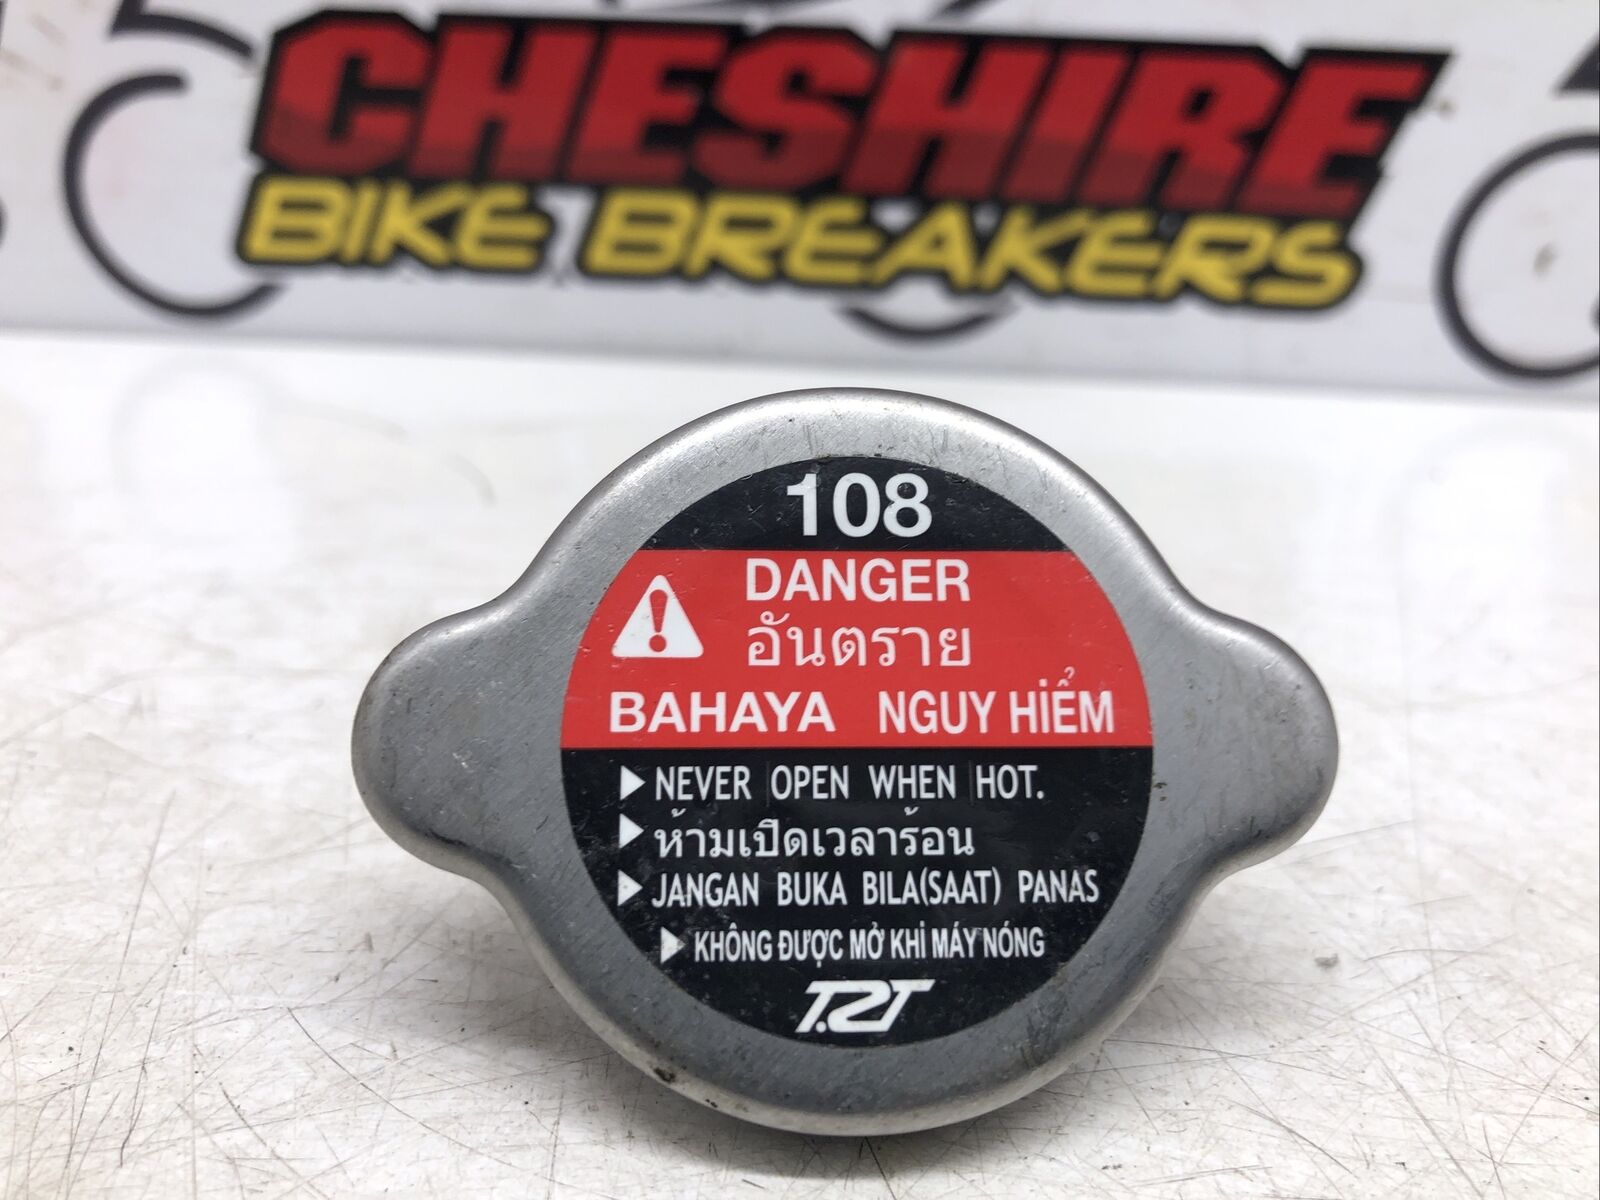 CHESHIRE
BIKE BREAKERS
108
DANGER
อันตราย
BAHAYA NGUY HIỂM
NEVER OPEN WHEN HOT.
ห้ามเปิดเวลาร้อน
JANGAN BUKA BILA(SAAT) PANAS
KHÔNG ĐƯỢC MỞ KHI MÁY NÓNG
T.RT